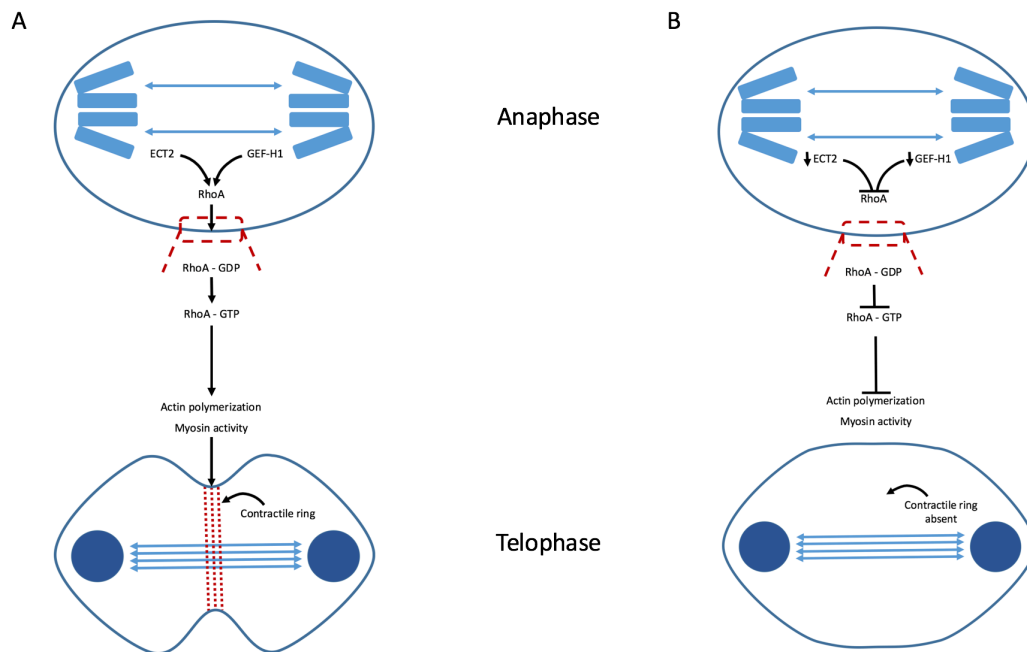 A
B
Anaphase
ECT2
GEF-H1
RhoA
RhoA - GDP
RhoA - GTP
Actin polymerization
Myosin activity
Contractile ring
Telophase
ECT2
GEF-H1
RhoA
RhoA - GDP
RhoA - GTP
Actin polymerization
Myosin activity
Contractile ring
absent